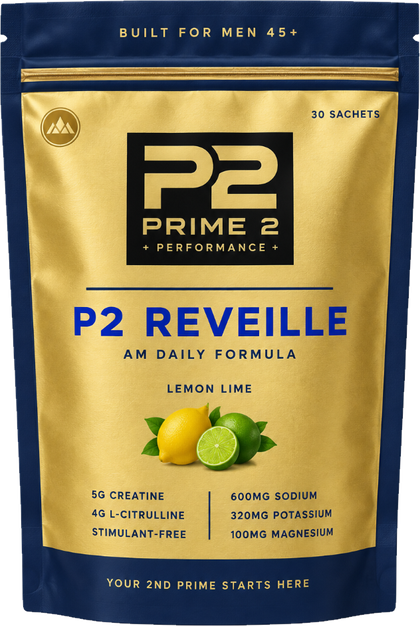 BUILT FOR MEN 45+
30 SACHETS
P2
PRIME 2
+ PERFORMANCE +
P2 REVEILLE
AM DAILY FORMULA
LEMON LIME
5G CREATINE
4G L-CITRULLINE
STIMULANT-FREE
600MG SODIUM
320MG POTASSIUM
100MG MAGNESIUM
YOUR 2ND PRIME STARTS HERE